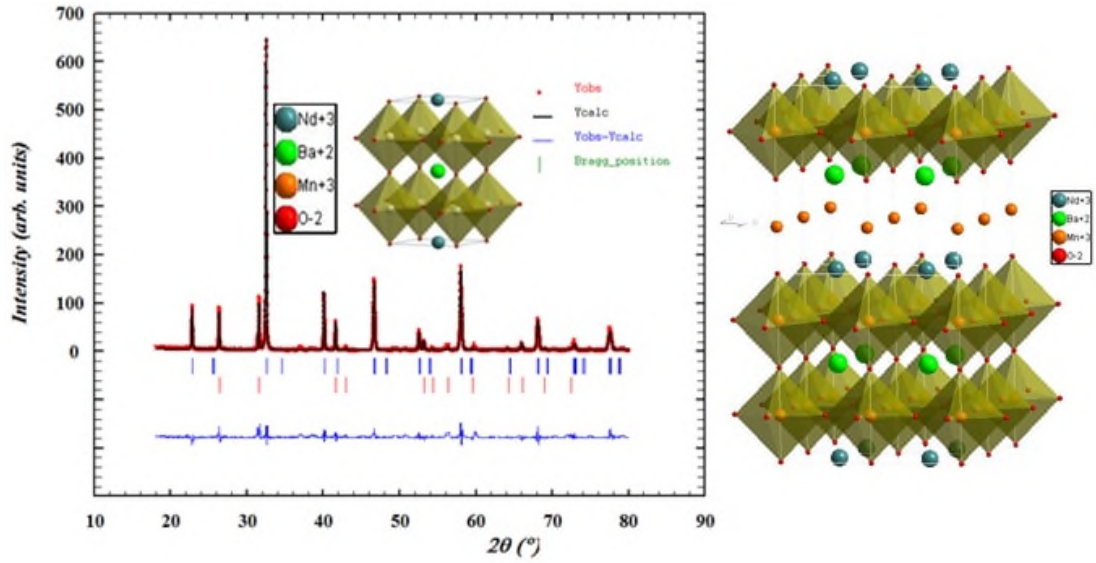 700
600
500
400
300
200
100
0
Intensity (arb. units)
Nd+3
Ba+2
Mn+3
O-2
Yobs
Ycalc
Yobs-Ycalc
Bragg_position
10 20 30 40 50 60 70 80 90
2θ (°)
Nd+3
Ba+2
Mn+3
O-2